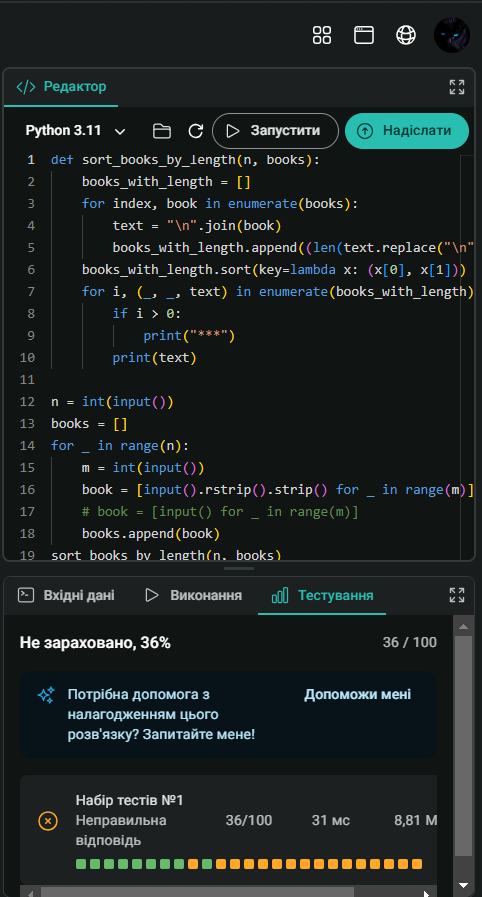 </> Редактор
Python 3.11
Запустити
Надіслати
1 def sort_books_by_length(n, books):
2 books_with_length = []
3 for index, book in enumerate(books):
4 text = "\n".join(book)
5 books_with_length.append((len(text.replace("\n"
6 books_with_length.sort(key=lambda x: (x[0], x[1]))
7 for i, (_, _, text) in enumerate(books_with_length)
8 if i > 0:
9 print("***")
10 print(text)
11
12 n = int(input())
13 books = []
14 for _ in range(n):
15 m = int(input())
16 book = [input().rstrip().strip() for _ in range(m)]
17 # book = [input() for _ in range(m)]
18 books.append(book)
19 sort_books_by_length(n, books)
Вхідні дані
Виконання
Тестування
Не зараховано, 36%
36 / 100
Потрібна допомога з
налагодженням цього
розв'язку? Запитайте мене!
Допоможи мені
Набір тестів №1
Неправильна
відповідь
36/100
31 мс
8,81 М